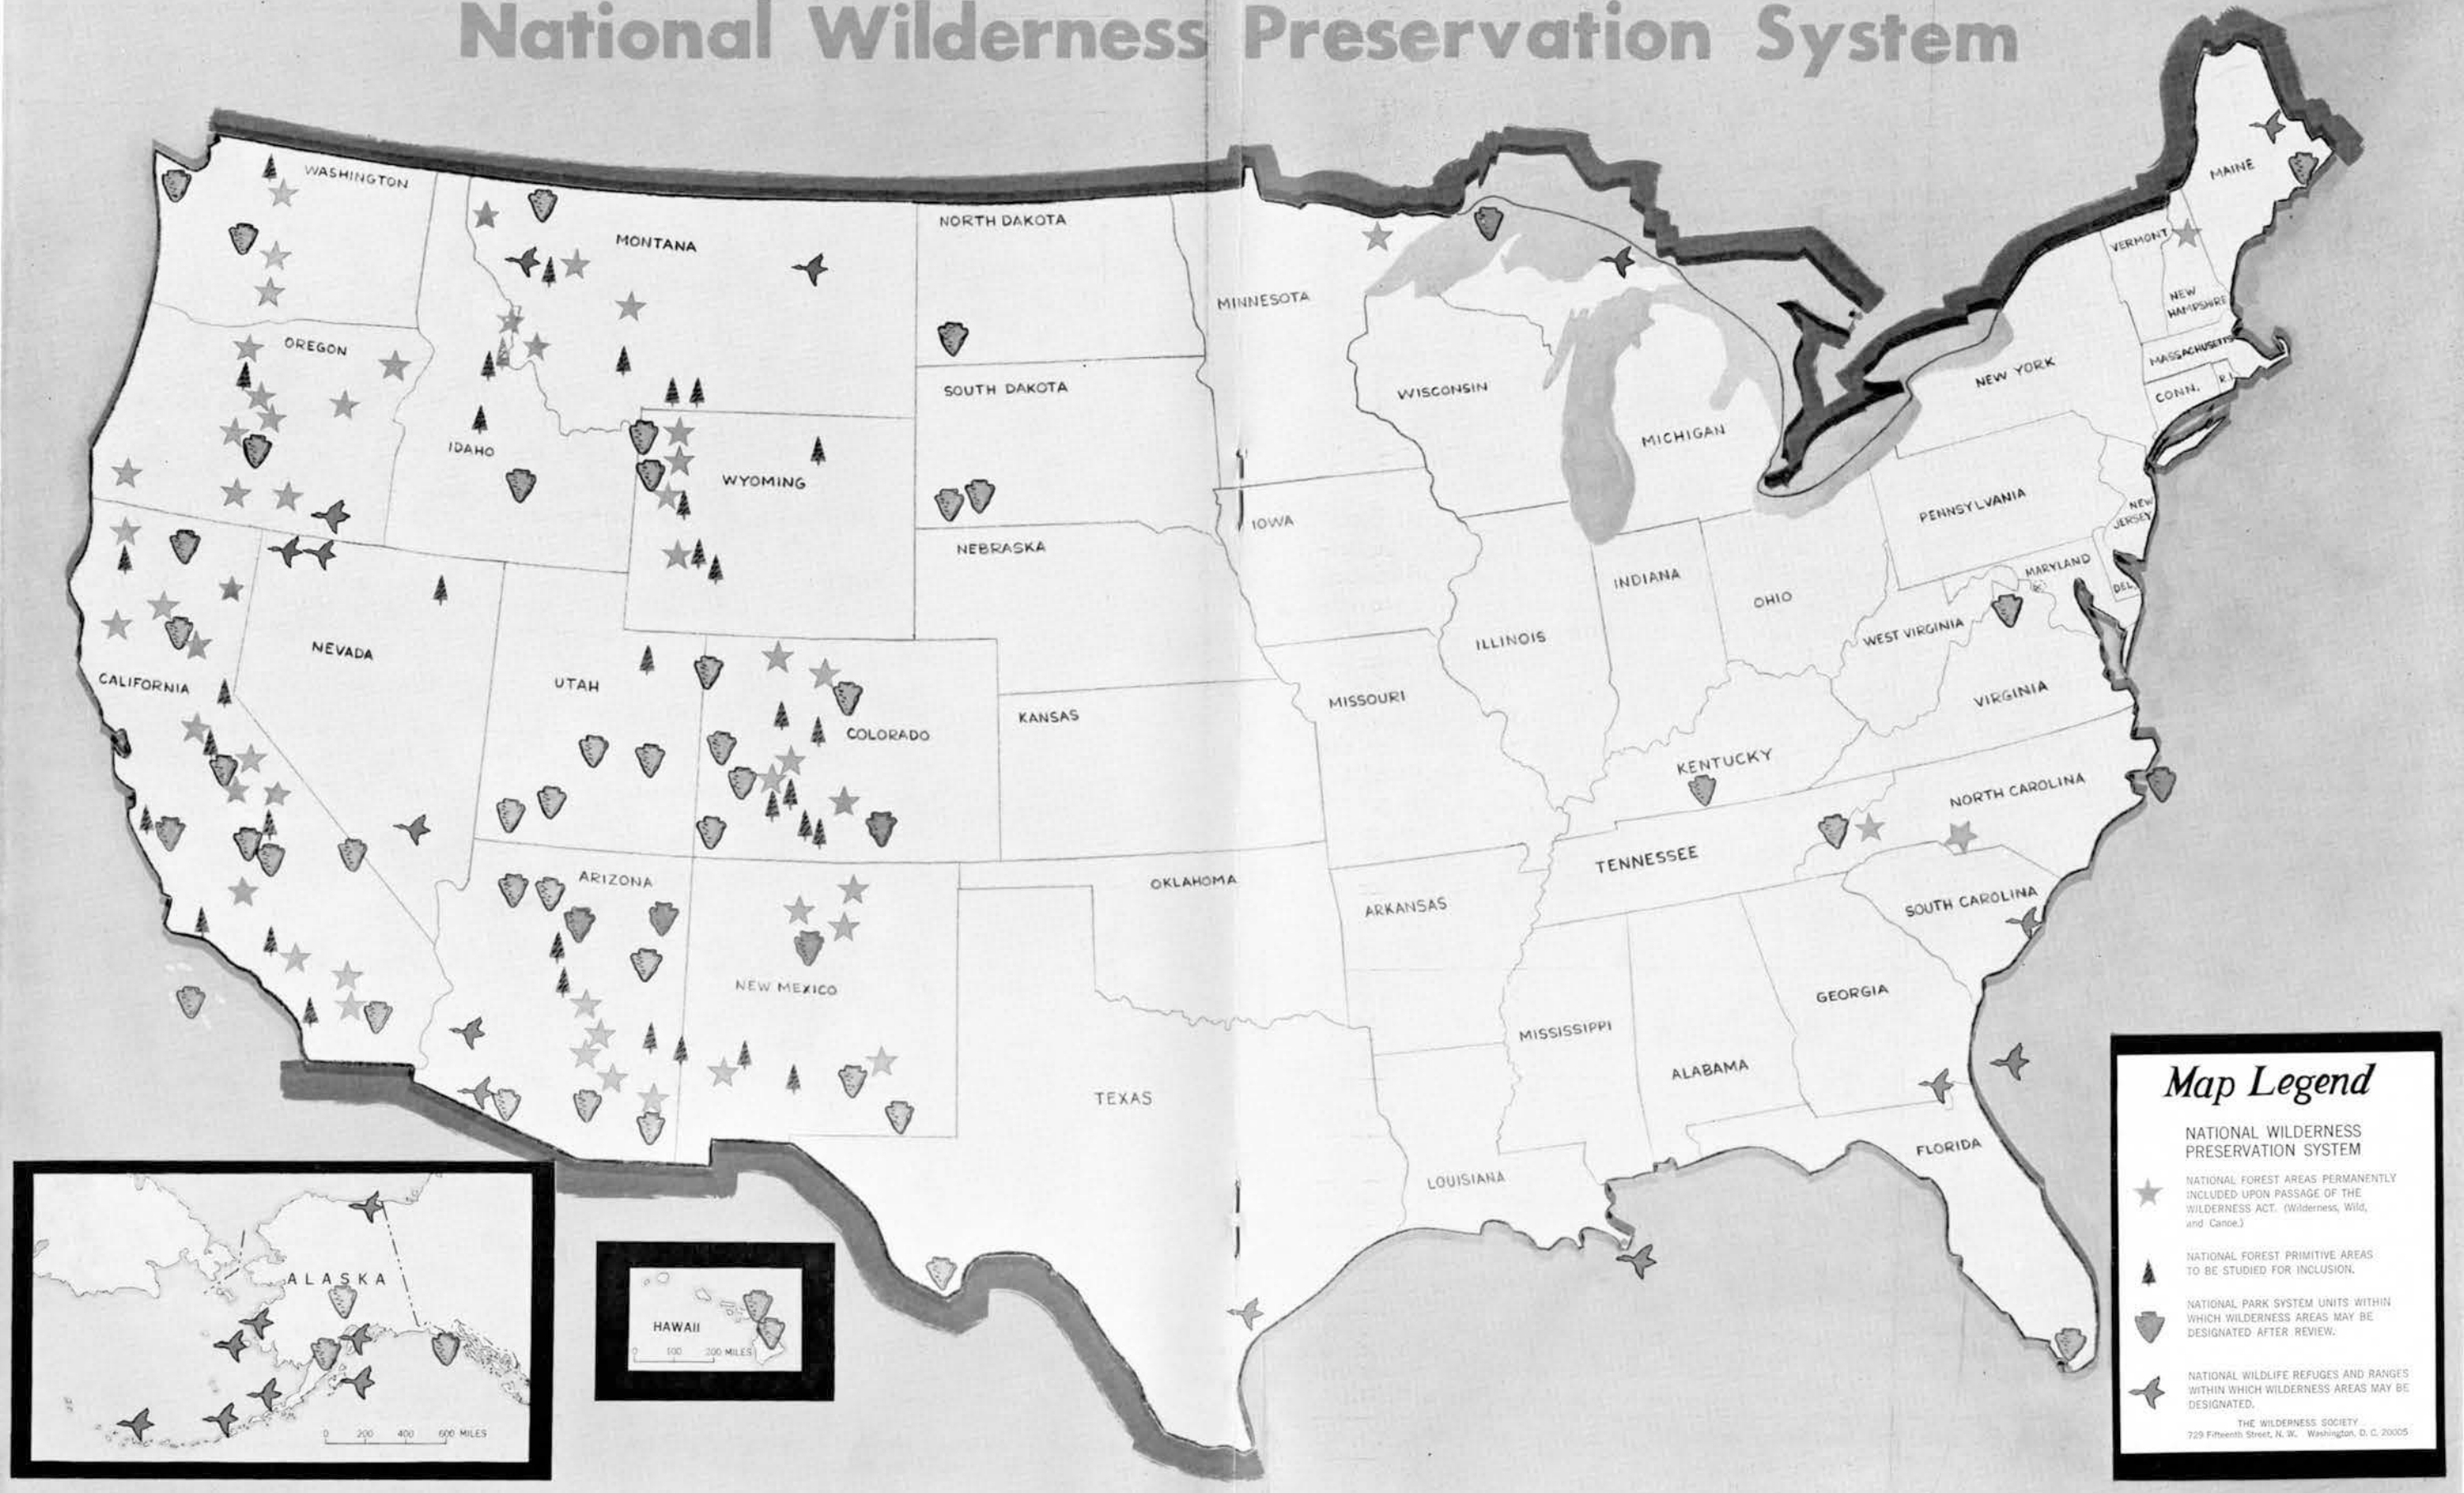 National Wilderness Preservation System
WASHINGTON
MONTANA
NORTH DAKOTA
MINNESOTA
MAINE
VERMONT
NEW
HAMPSHIRE
MASSACHUSETTS
CONN.
R.I.
NEW YORK
OREGON
IDAHO
WYOMING
SOUTH DAKOTA
WISCONSIN
MICHIGAN
PENNSYLVANIA
NEW
JERSEY
NEBRASKA
IOWA
INDIANA
OHIO
MARYLAND
DEL.
NEVADA
CALIFORNIA
UTAH
COLORADO
KANSAS
MISSOURI
ILLINOIS
WEST VIRGINIA
VIRGINIA
KENTUCKY
NORTH CAROLINA
TENNESSEE
ARIZONA
NEW MEXICO
OKLAHOMA
ARKANSAS
SOUTH CAROLINA
GEORGIA
MISSISSIPPI
ALABAMA
TEXAS
LOUISIANA
FLORIDA
ALASKA
0 200 400 600 MILES
HAWAII
0 100 200 MILES
Map Legend
NATIONAL WILDERNESS
PRESERVATION SYSTEM
NATIONAL FOREST AREAS PERMANENTLY
INCLUDED UPON PASSAGE OF THE
WILDERNESS ACT. (Wilderness, Wild,
and Canoe.)
NATIONAL FOREST PRIMITIVE AREAS
TO BE STUDIED FOR INCLUSION.
NATIONAL PARK SYSTEM UNITS WITHIN
WHICH WILDERNESS AREAS MAY BE
DESIGNATED AFTER REVIEW.
NATIONAL WILDLIFE REFUGES AND RANGES
WITHIN WHICH WILDERNESS AREAS MAY BE
DESIGNATED.
THE WILDERNESS SOCIETY
729 Fifteenth Street, N. W. Washington, D. C. 20005